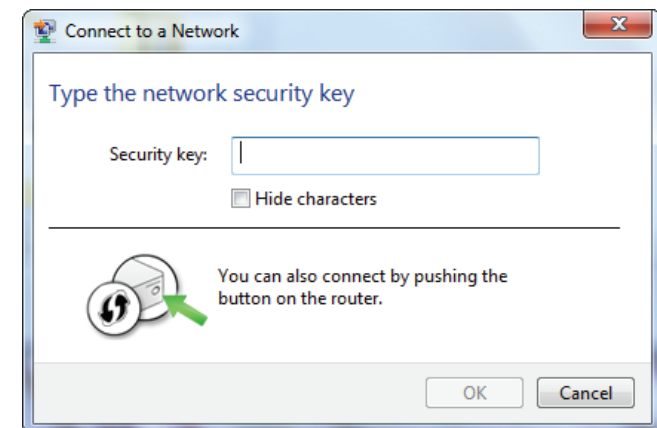 Connect to a Network
Type the network security key
Security key:
Hide characters
You can also connect by pushing the
button on the router.
OK
Cancel